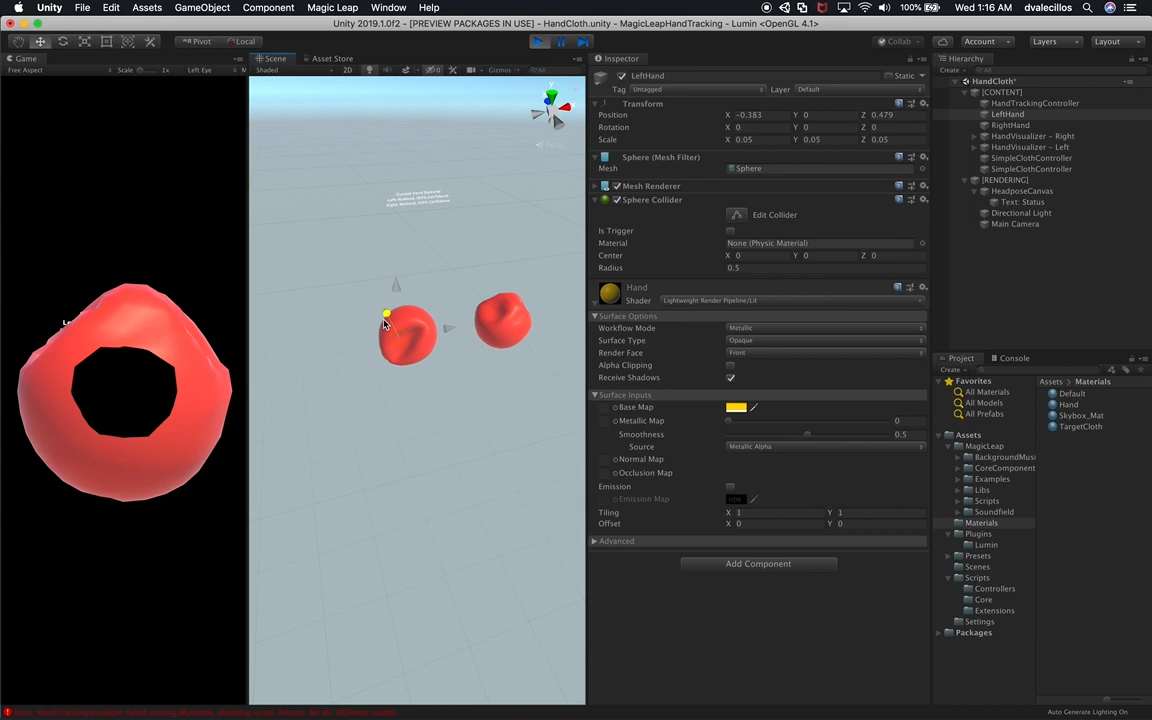 Unity File Edit Assets GameObject Component Magic Leap Window Help 100% Wed 1:16 AM dvalecillos
Unity 2019.1.0f2 - [PREVIEW PACKAGES IN USE] - HandCloth.unity - MagicLeapHandTracking - Lumin <OpenGL 4.1>
Pivot Local Collab Account Layers Layout
Game Scene Asset Store Inspector Hierarchy
Free Aspect Scale 1x Left Eye M Shaded 2D Gizmos All Create All
LeftHand Static
Tag Untagged Layer Default
Transform
Position X -0.383 Y 0 Z 0.479
Rotation X 0 Y 0 Z 0
Scale X 0.05 Y 0.05 Z 0.05
Sphere (Mesh Filter)
Mesh Sphere
Mesh Renderer
Sphere Collider
Edit Collider
Is Trigger
Material None (Physic Material)
Center X 0 Y 0 Z 0
Radius 0.5
Hand
Shader Lightweight Render Pipeline/Lit
Surface Options
Workflow Mode Metallic
Surface Type Opaque
Render Face Front
Alpha Clipping
Receive Shadows
Surface Inputs
Base Map
Metallic Map 0
Smoothness 0.5
Source Metallic Alpha
Normal Map
Occlusion Map
Emission
Emission Map HDR
Tiling X 1 Y 1
Offset X 0 Y 0
Advanced
Add Component
HandCloth*
[CONTENT]
HandTrackingController
LeftHand
RightHand
HandVisualizer - Right
HandVisualizer - Left
SimpleClothController
SimpleClothController
[RENDERING]
HeadposeCanvas
Text: Status
Directional Light
Main Camera
Project Console
Create
Favorites
All Materials
All Models
All Prefabs
Assets
MagicLeap
BackgroundMusi
CoreComponent
Examples
Libs
Scripts
Soundfield
Materials
Plugins
Lumin
Presets
Scenes
Scripts
Controllers
Core
Extensions
Settings
Packages
Assets Materials
Default
Hand
Skybox_Mat
TargetCloth
Auto Generate Lighting On
y
x
z